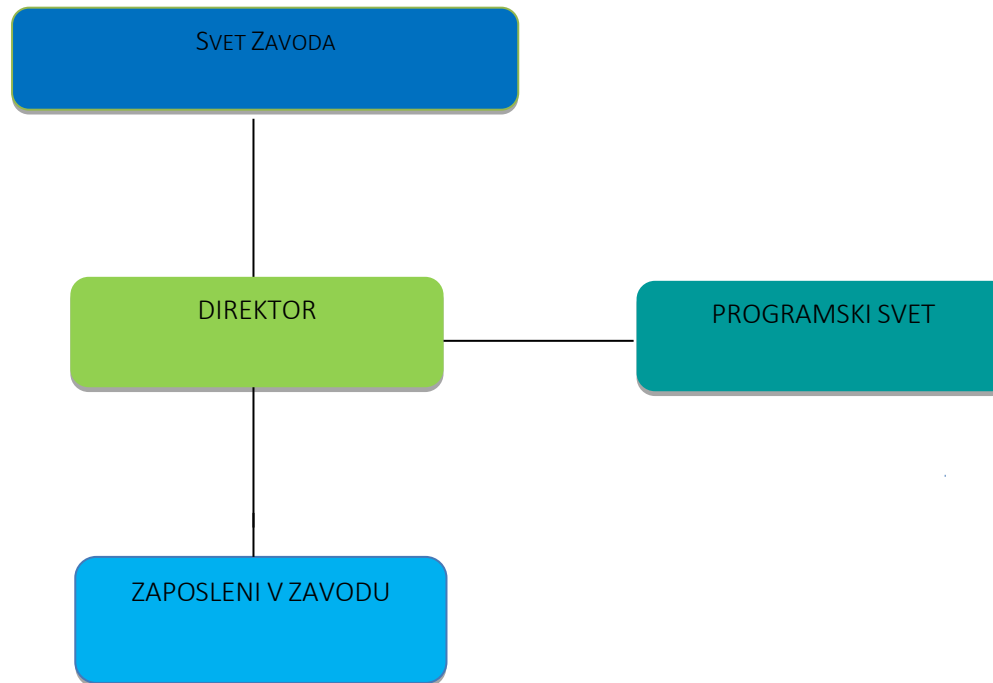 SVET ZAVODA
DIREKTOR
PROGRAMSKI SVET
ZAPOSLENI V ZAVODU